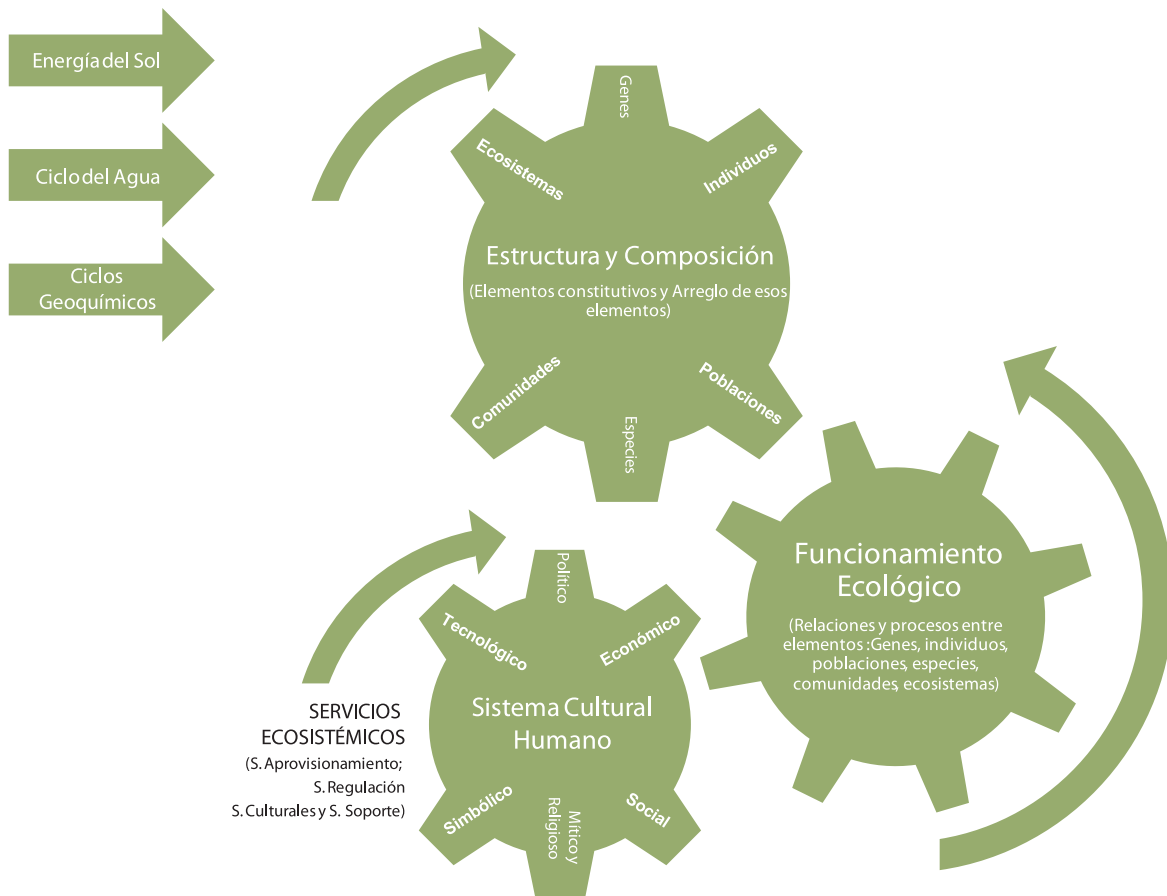 Energía del Sol
Ciclo del Agua
Ciclos
Geoquímicos
Genes
Ecosistemas
Individuos
Estructura y Composición
(Elementos constitutivos y Arreglo de esos
elementos)
Comunidades
Poblaciones
Especies
Funcionamiento
Ecológico
(Relaciones y procesos entre
elementos :Genes, individuos,
poblaciones, especies,
comunidades, ecosistemas)
Político
Tecnológico
Económico
Sistema Cultural
Humano
Simbólico
Mítico y
Religioso
Social
SERVICIOS
ECOSISTÉMICOS
(S. Aprovisionamiento;
S. Regulación
S. Culturales y S. Soporte)